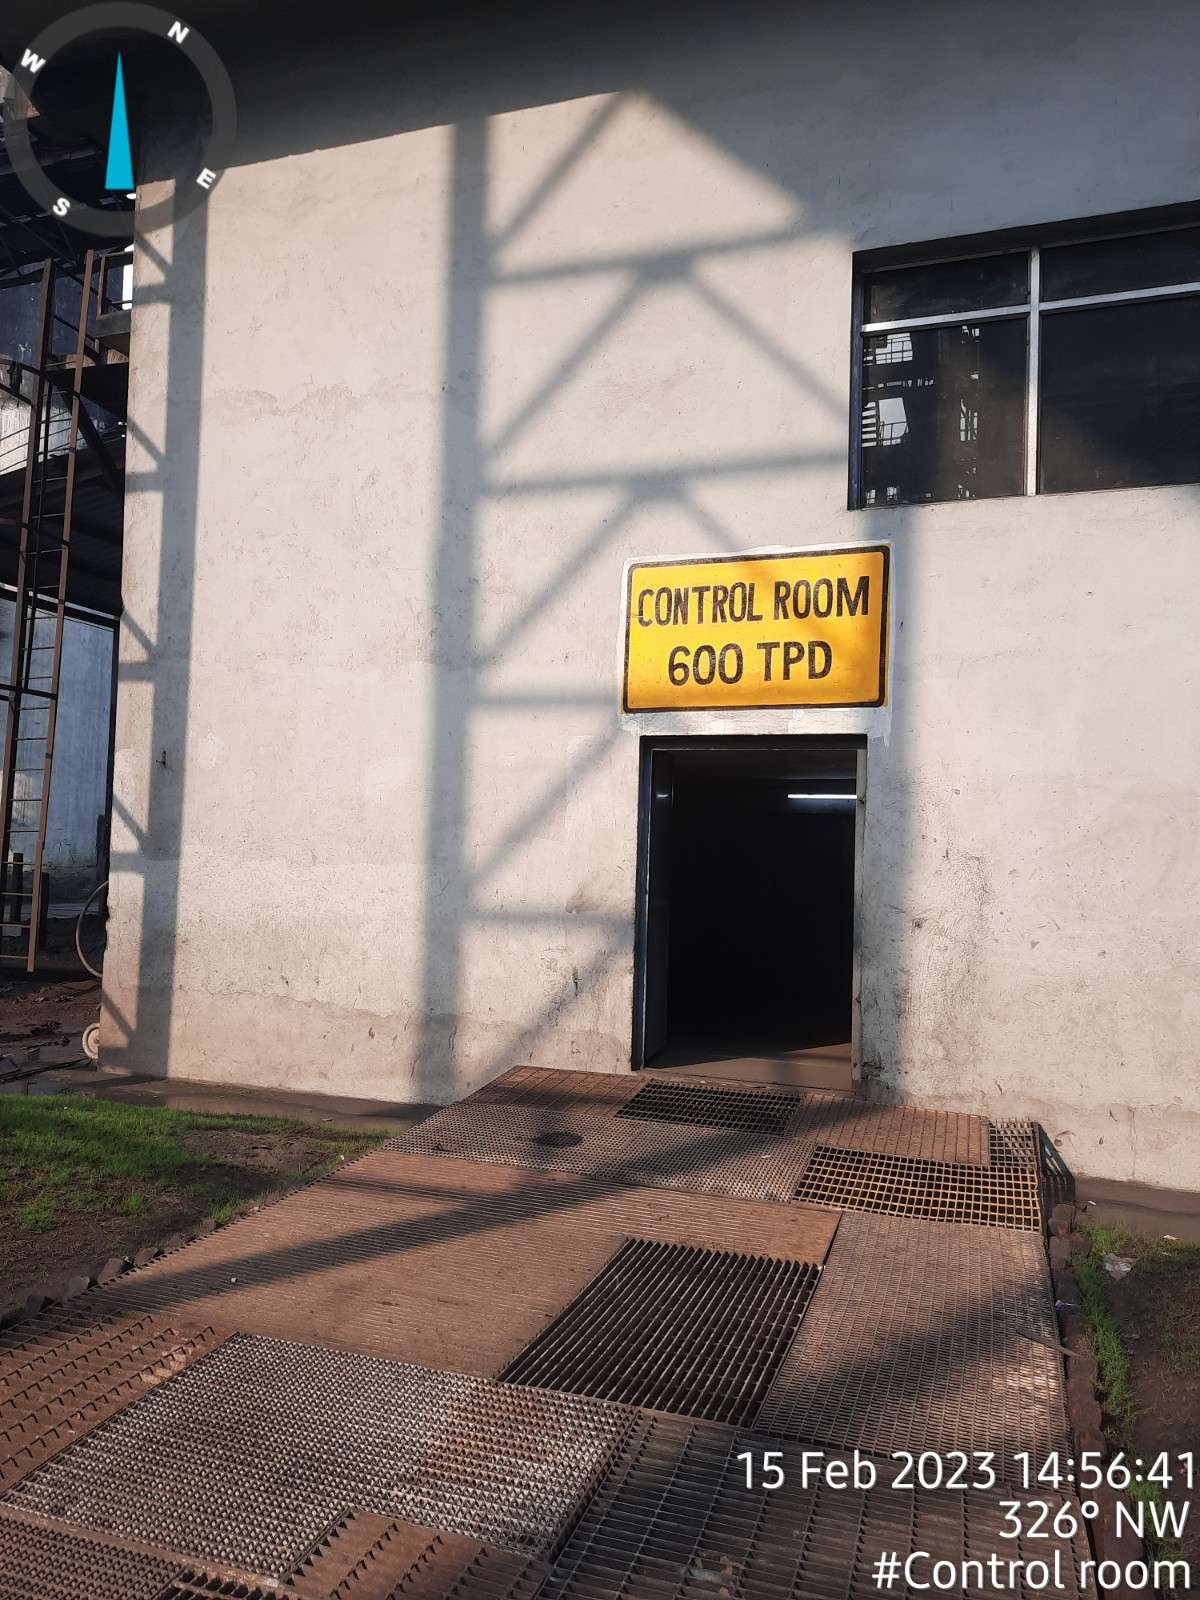 N
W
E
S
CONTROL ROOM
600 TPD
15 Feb 2023 14:56:41
326° NW
#Control room